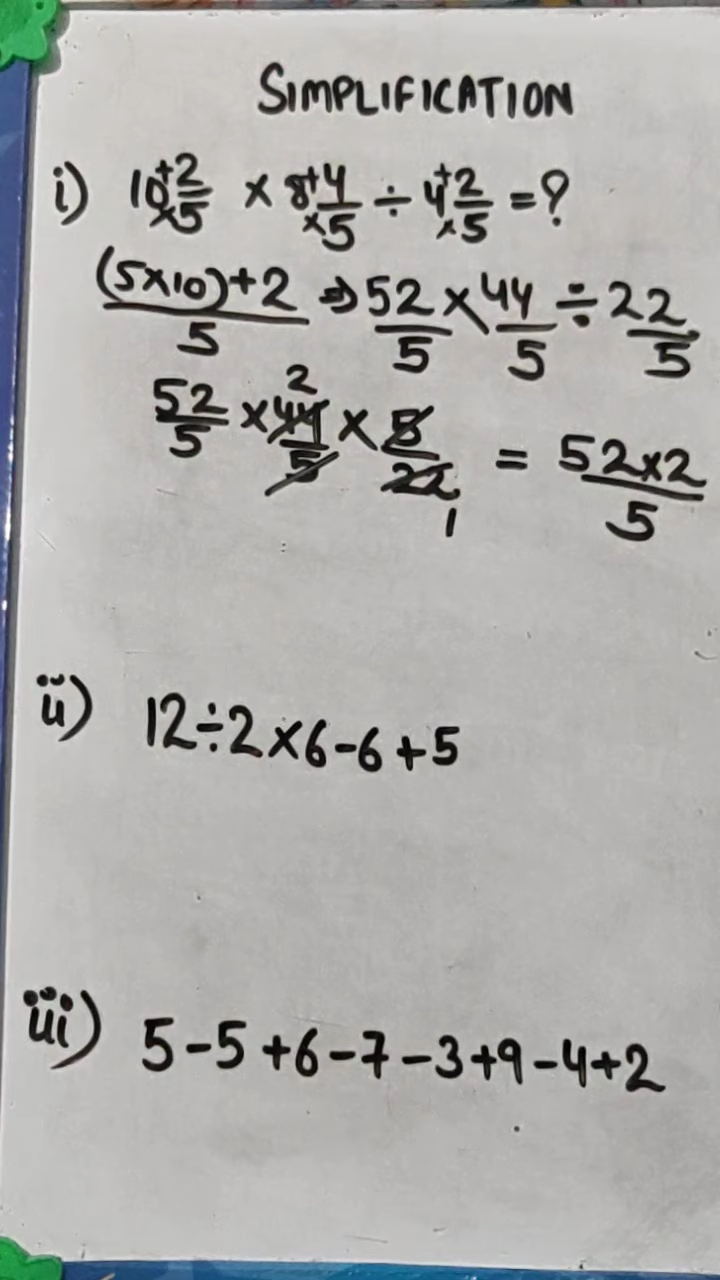 SIMPLIFICATION
i) 10+2/×5 × 8+4/×5 ÷ 4+2/×5 = ?
(5×10)+2/5 ⇒ 52/5 × 44/5 ÷ 22/5
52/5 × 44/5 2 × 5/22 1 = 52×2/5
ii) 12÷2×6-6+5
iii) 5-5+6-7-3+9-4+2